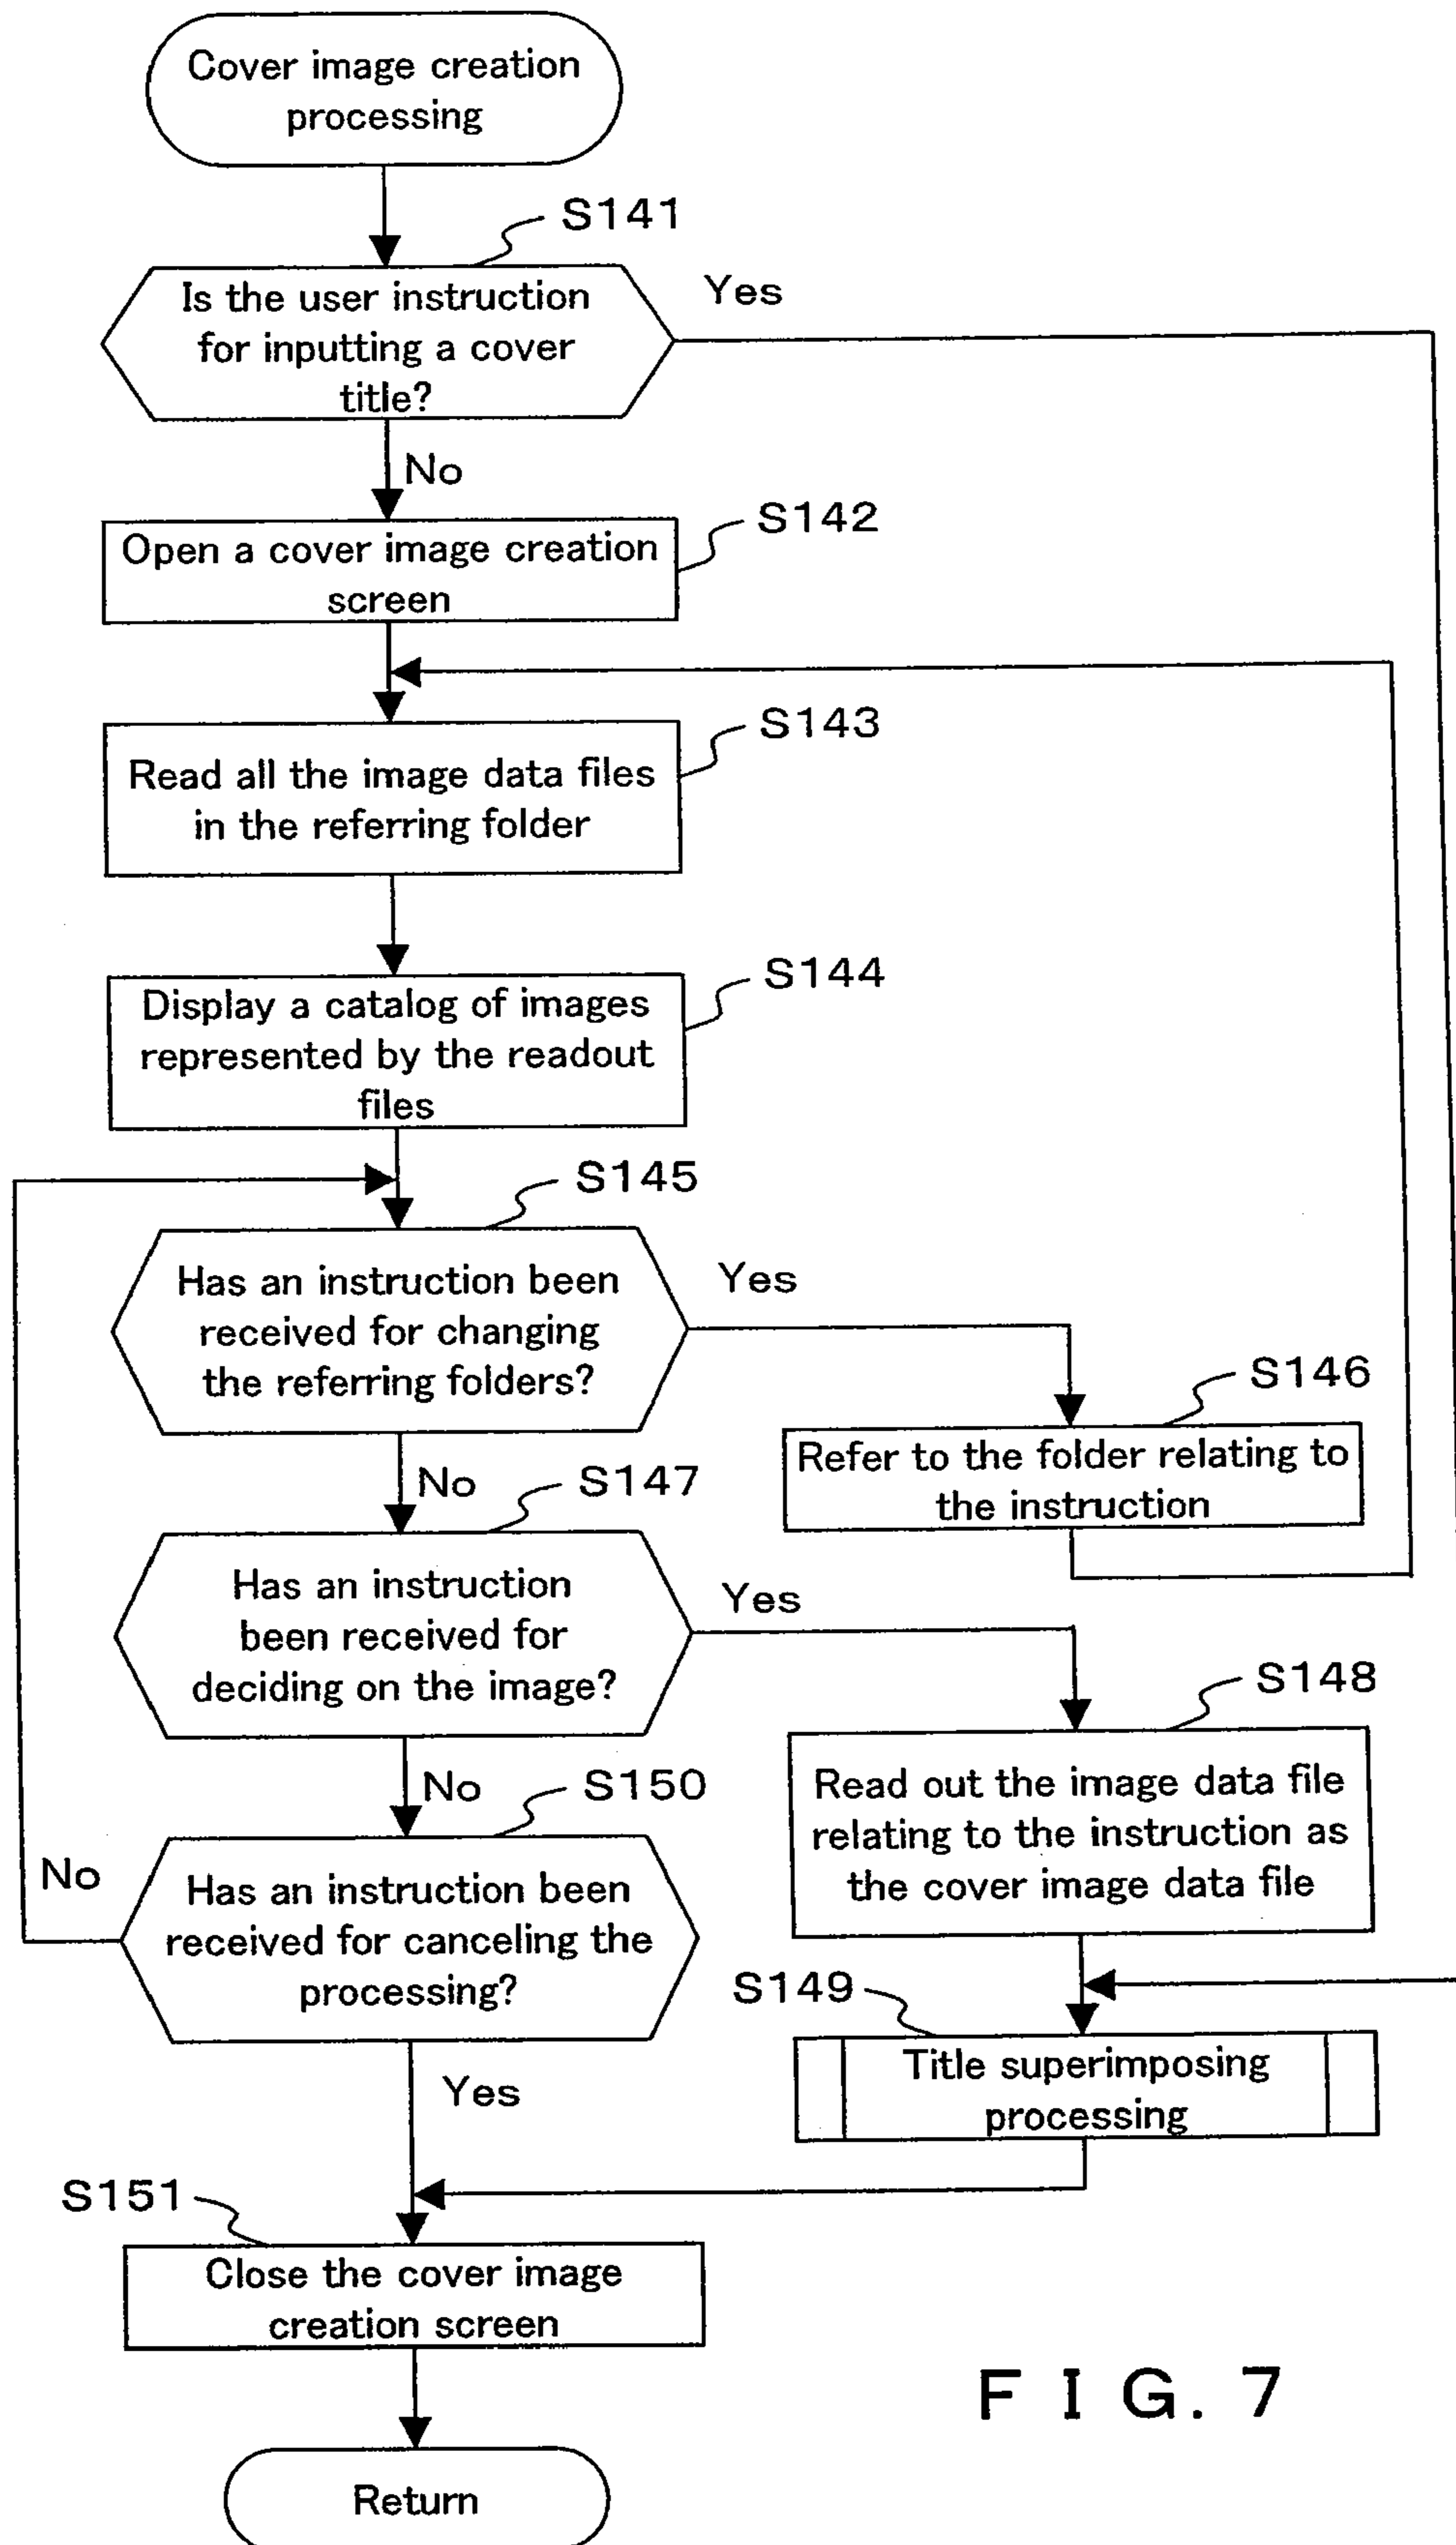 Cover image creation
processing
S141
Is the user instruction
for inputting a cover
title?
Yes
No
S142
Open a cover image creation
screen
S143
Read all the image data files
in the referring folder
S144
Display a catalog of images
represented by the readout
files
S145
Has an instruction been
received for changing
the referring folders?
Yes
S146
Refer to the folder relating to
the instruction
No
S147
Has an instruction
been received for
deciding on the image?
Yes
S148
Read out the image data file
relating to the instruction as
the cover image data file
No
S150
Has an instruction been
received for canceling the
processing?
No
Yes
S149
Title superimposing
processing
S151
Close the cover image
creation screen
Return
FIG. 7